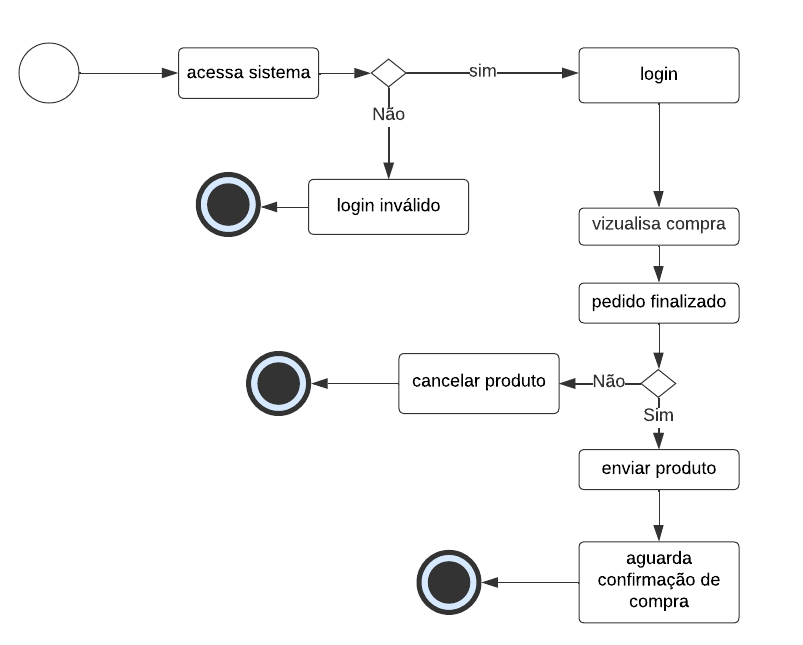 acessa sistema
sim
login
Não
login inválido
vizualisa compra
pedido finalizado
cancelar produto
Não
Sim
enviar produto
aguarda
confirmação de
compra